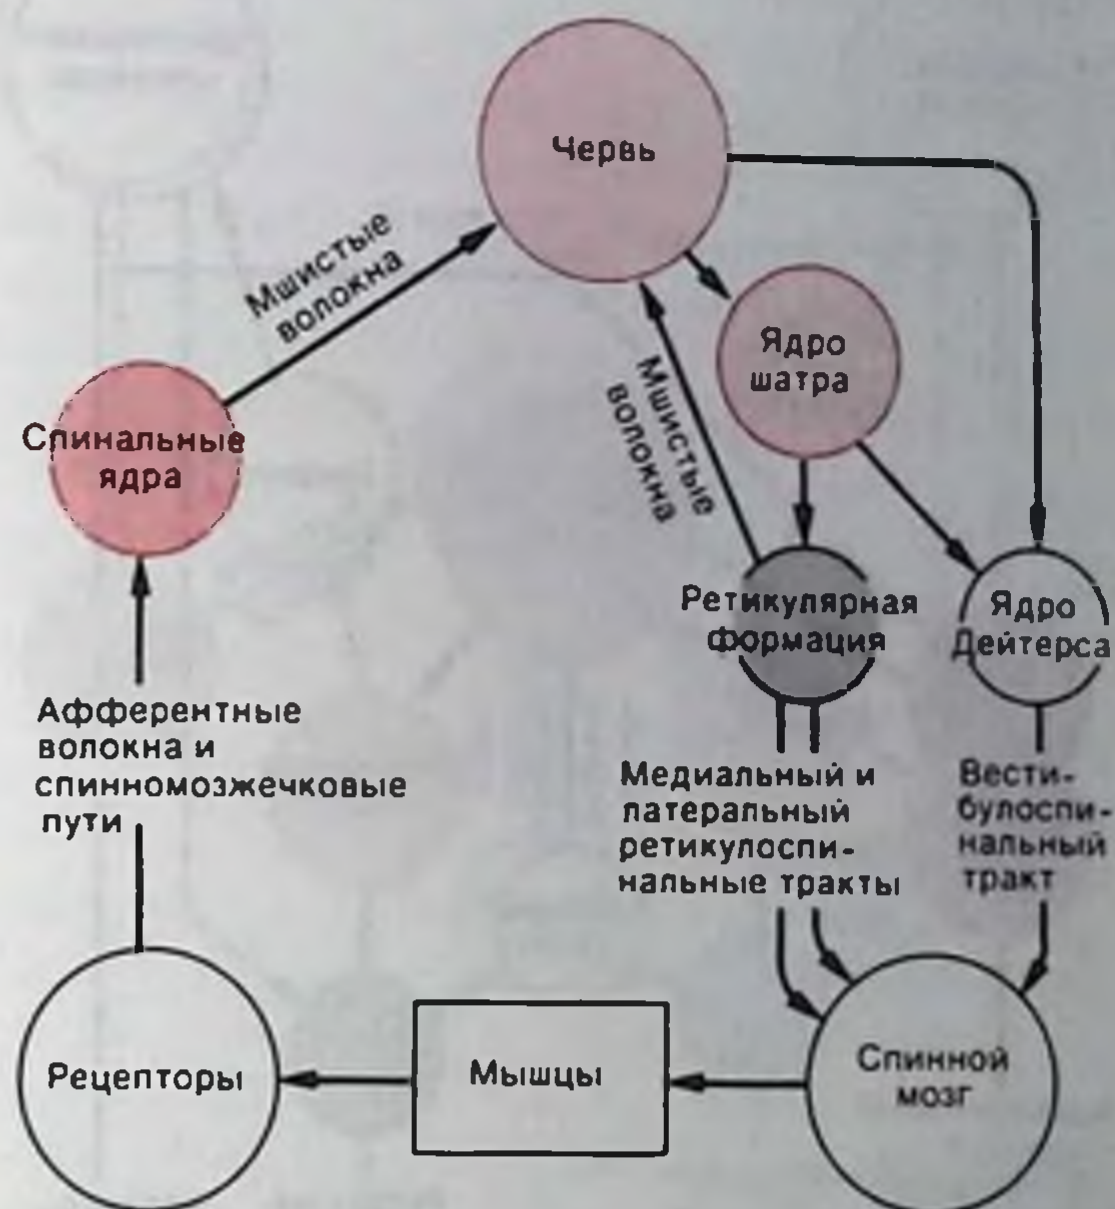 Червь
Мшистые
волокна
Ядро
шатра
Мшистые
волокна
Спинальные
ядра
Ретикулярная
формация
Ядро
Дейтерса
Афферентные
волокна и
спинномозжечковые
пути
Медиальный и
латеральный
ретикулоспи-
нальные тракты
Вести-
булоспи-
нальный
тракт
Рецепторы
Мышцы
Спинной
мозг